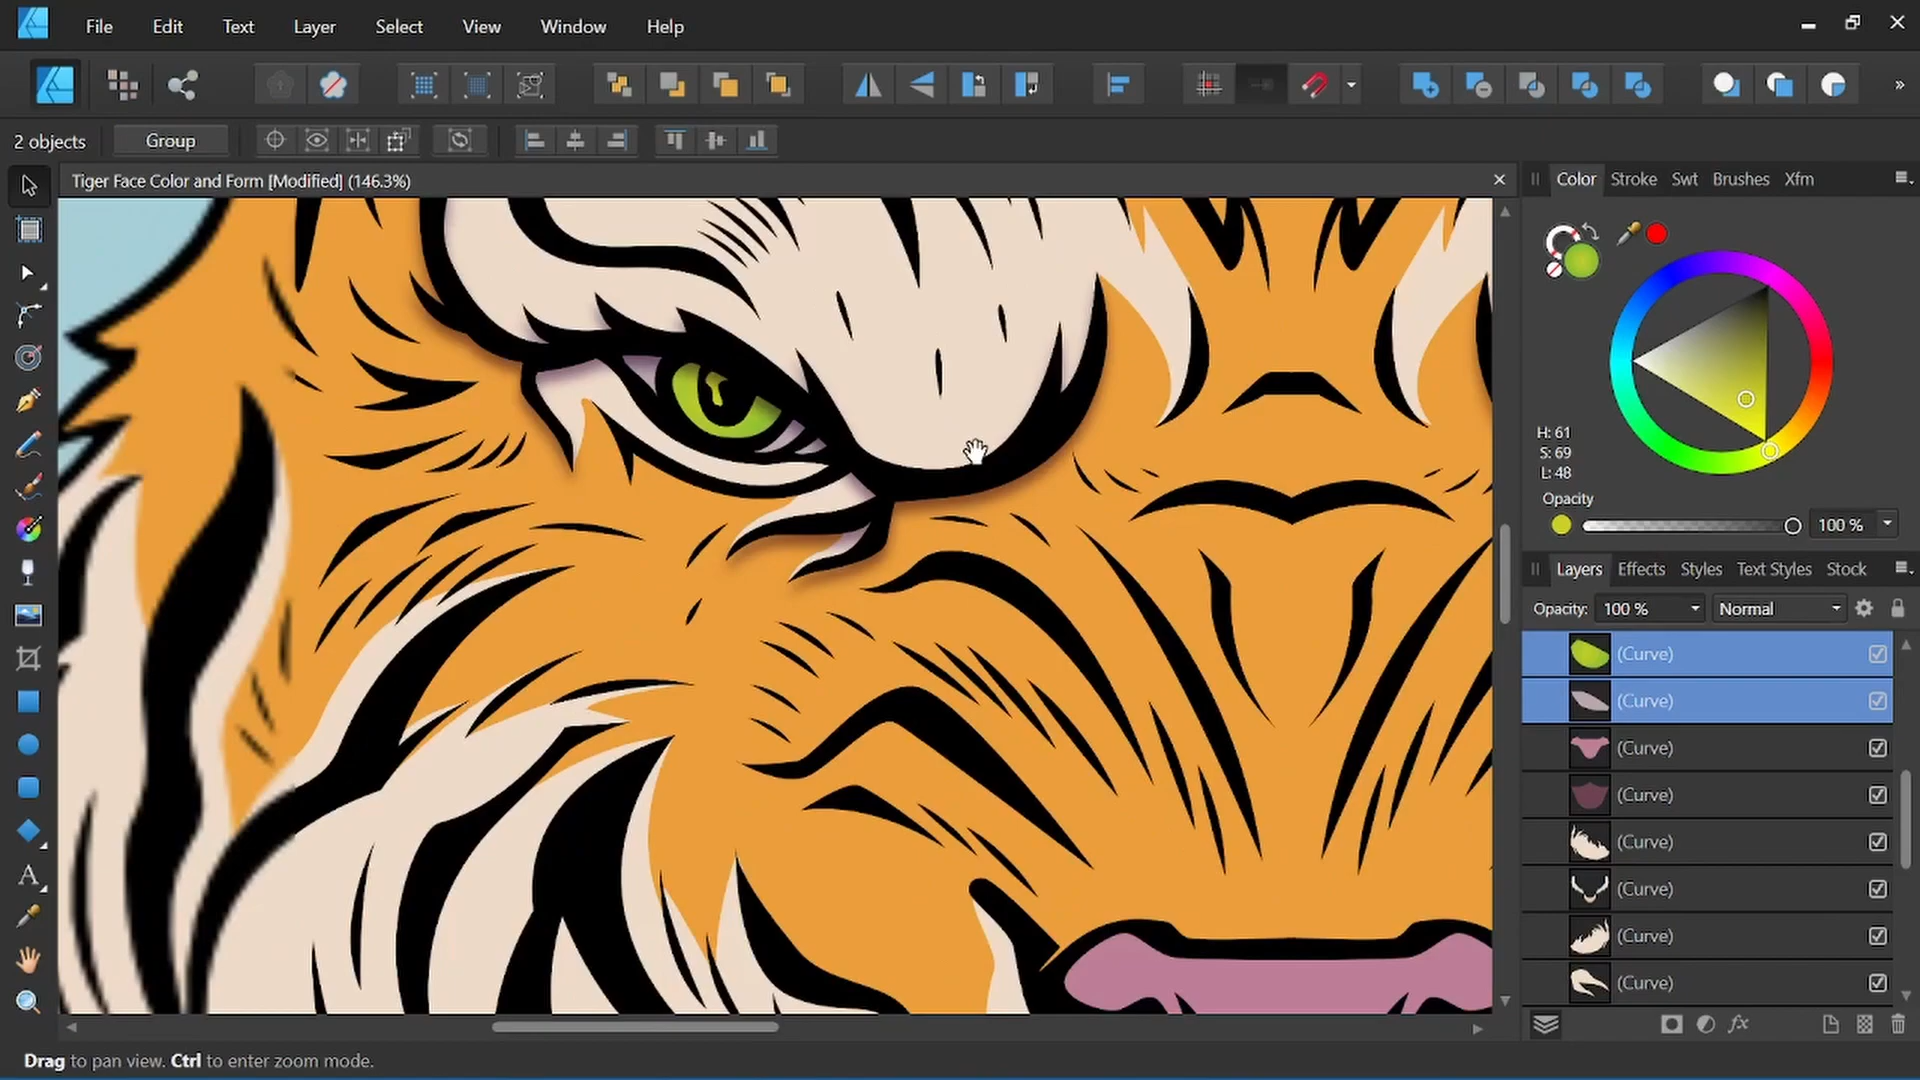 File Edit Text Layer Select View Window Help
2 objects Group
Tiger Face Color and Form [Modified] (146.3%)
Color Stroke Swt Brushes Xfm
H: 61
S: 69
L: 48
Opacity
100 %
Layers Effects Styles Text Styles Stock
Opacity: 100 % Normal
(Curve)
(Curve)
(Curve)
(Curve)
(Curve)
(Curve)
(Curve)
(Curve)
Drag to pan view. Ctrl to enter zoom mode.